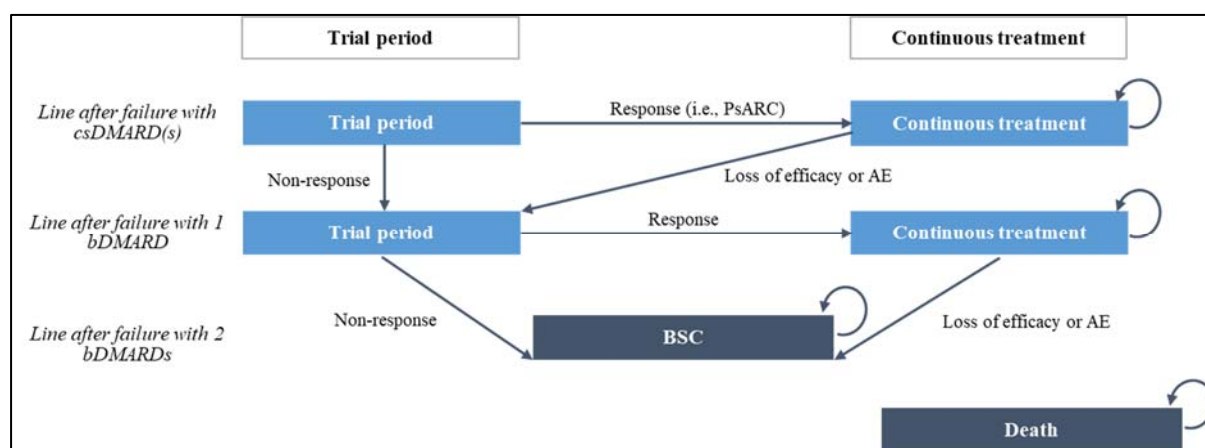 Trial period
Continuous treatment
Line after failure with
csDMARD(s)
Trial period
Response (i.e., PsARC)
Continuous treatment
Non-response
Loss of efficacy or AE
Line after failure with 1
bDMARD
Trial period
Response
Continuous treatment
Non-response
Loss of efficacy or AE
Line after failure with 2
bDMARDs
BSC
Death